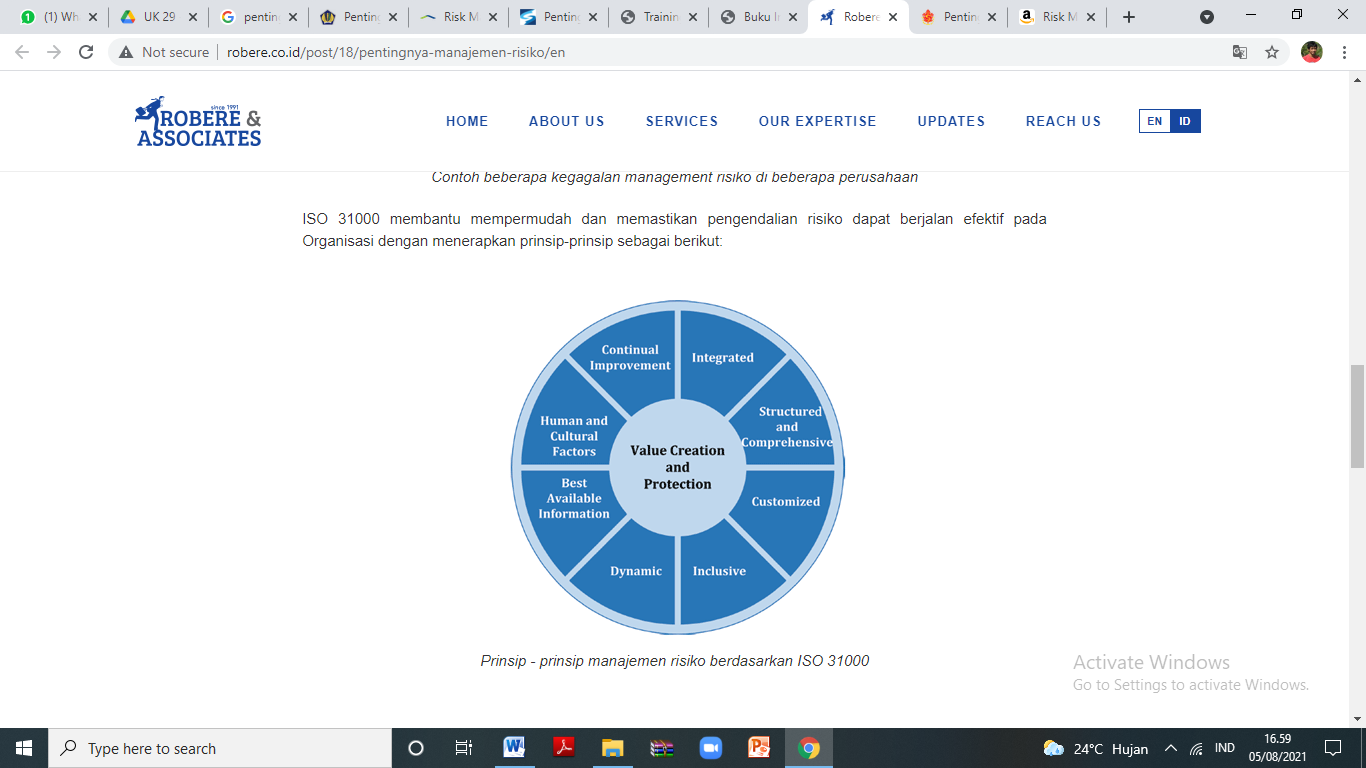 (1) Wh
UK 29
pentin
Penting
Risk M
Penting
Trainin
Buku I
Robere
Pentin
Risk M
Not secure
robere.co.id/post/18/pentingnya-manajemen-risiko/en
since 1991
ROBERE &
ASSOCIATES
HOME
ABOUT US
SERVICES
OUR EXPERTISE
UPDATES
REACH US
EN
ID
Contoh beberapa kegagalan management risiko di beberapa perusahaan
ISO 31000 membantu mempermudah dan memastikan pengendalian risiko dapat berjalan efektif pada
Organisasi dengan menerapkan prinsip-prinsip sebagai berikut:
Continual
Improvement
Integrated
Structured
and
Comprehensive
Customized
Inclusive
Dynamic
Best
Available
Information
Human and
Cultural
Factors
Value Creation
and
Protection
Prinsip - prinsip manajemen risiko berdasarkan ISO 31000
Activate Windows
Go to Settings to activate Windows.
Type here to search
24°C Hujan
IND
16.59
05/08/2021